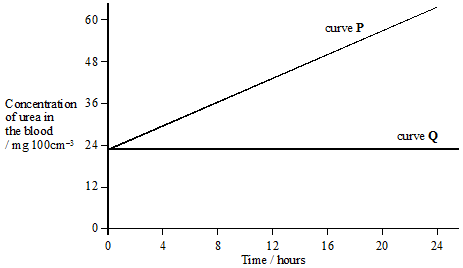 60
48
36
24
12
0
Concentration
of urea in
the blood
/ mg 100cm⁻³
curve P
curve Q
0 4 8 12 16 20 24
Time / hours